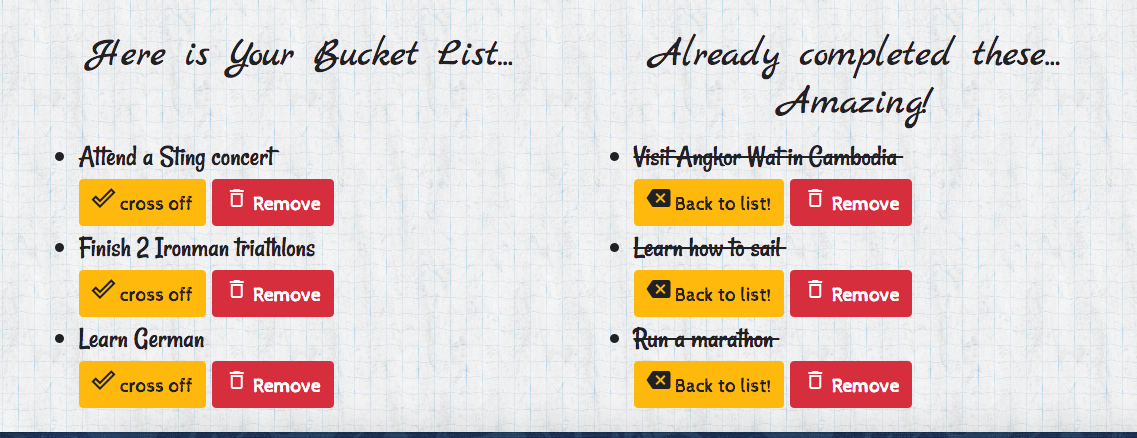 Here is Your Bucket List...
Attend a Sting concert
cross off Remove
Finish 2 Ironman triathlons
cross off Remove
Learn German
cross off Remove
Already completed these...
Amazing!
Visit Angkor Wat in Cambodia
Back to list! Remove
Learn how to sail
Back to list! Remove
Run a marathon
Back to list! Remove